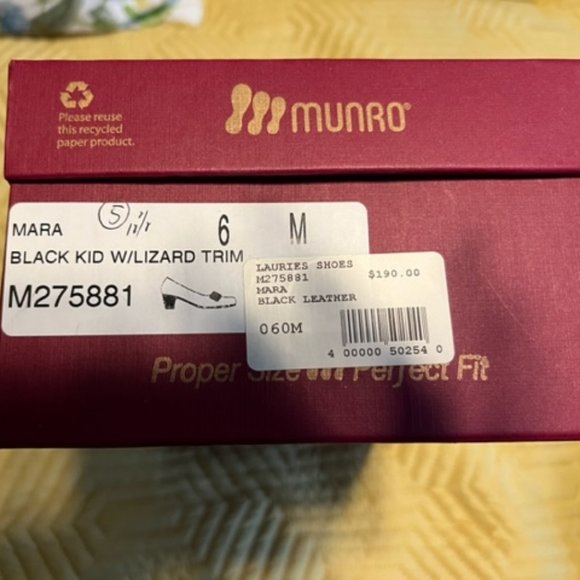 Please reuse
this recycled
paper product.
munro®
MARA
5
6 M
BLACK KID W/LIZARD TRIM
M275881
LAURIES SHOES
M275881 $190.00
MARA
BLACK LEATHER
060M
4 00000 50254 0
Proper Size Perfect Fit